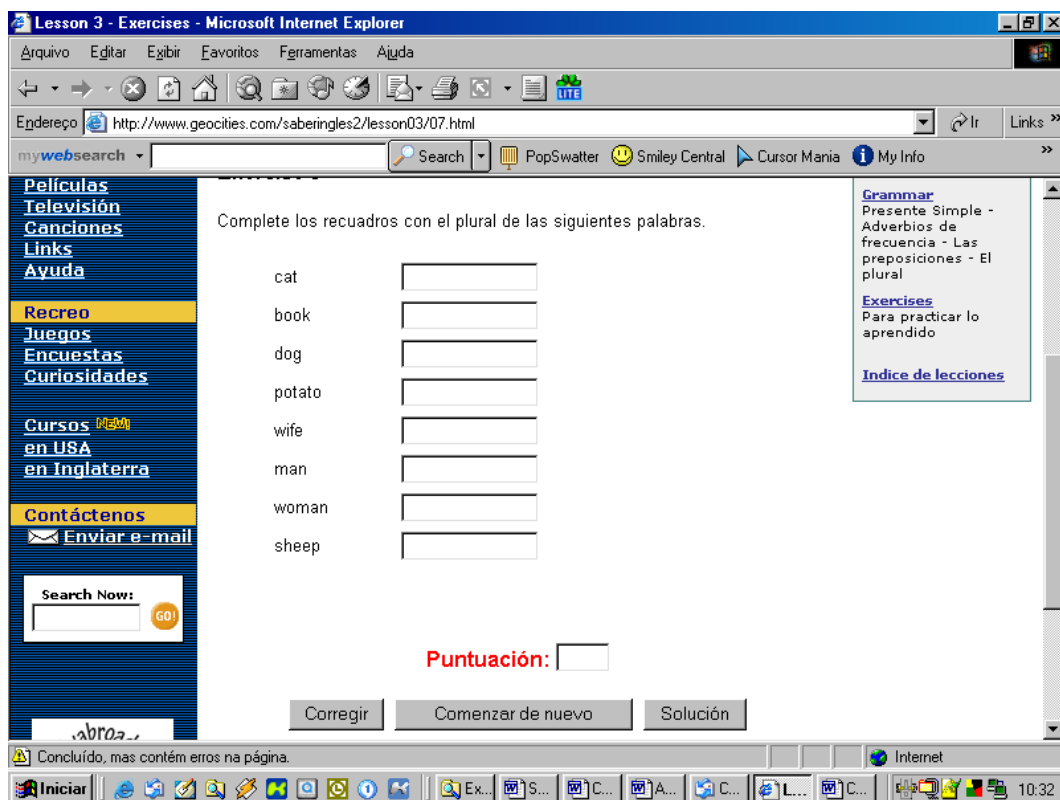 Lesson 3 - Exercises - Microsoft Internet Explorer
Arquivo Editar Exibir Favoritos Ferramentas Ajuda
LITE
Endereço http://www.geocities.com/saberingles2/lesson03/07.html Ir Links »
mywebsearch Search PopSwatter Smiley Central Cursor Mania My Info »
Películas
Televisión
Canciones
Links
Ayuda
Recreo
Juegos
Encuestas
Curiosidades
Cursos NEW!
en USA
en Inglaterra
Contáctenos
Enviar e-mail
Search Now:
GO!
Complete los recuadros con el plural de las siguientes palabras.
cat
book
dog
potato
wife
man
woman
sheep
Puntuación:
Corregir Comenzar de nuevo Solución
Grammar
Presente Simple -
Adverbios de
frecuencia - Las
preposiciones - El
plural
Exercises
Para practicar lo
aprendido
Indice de lecciones
Concluído, mas contém erros na página. Internet
Iniciar Ex... S... C... A... C... L... C... 10:32